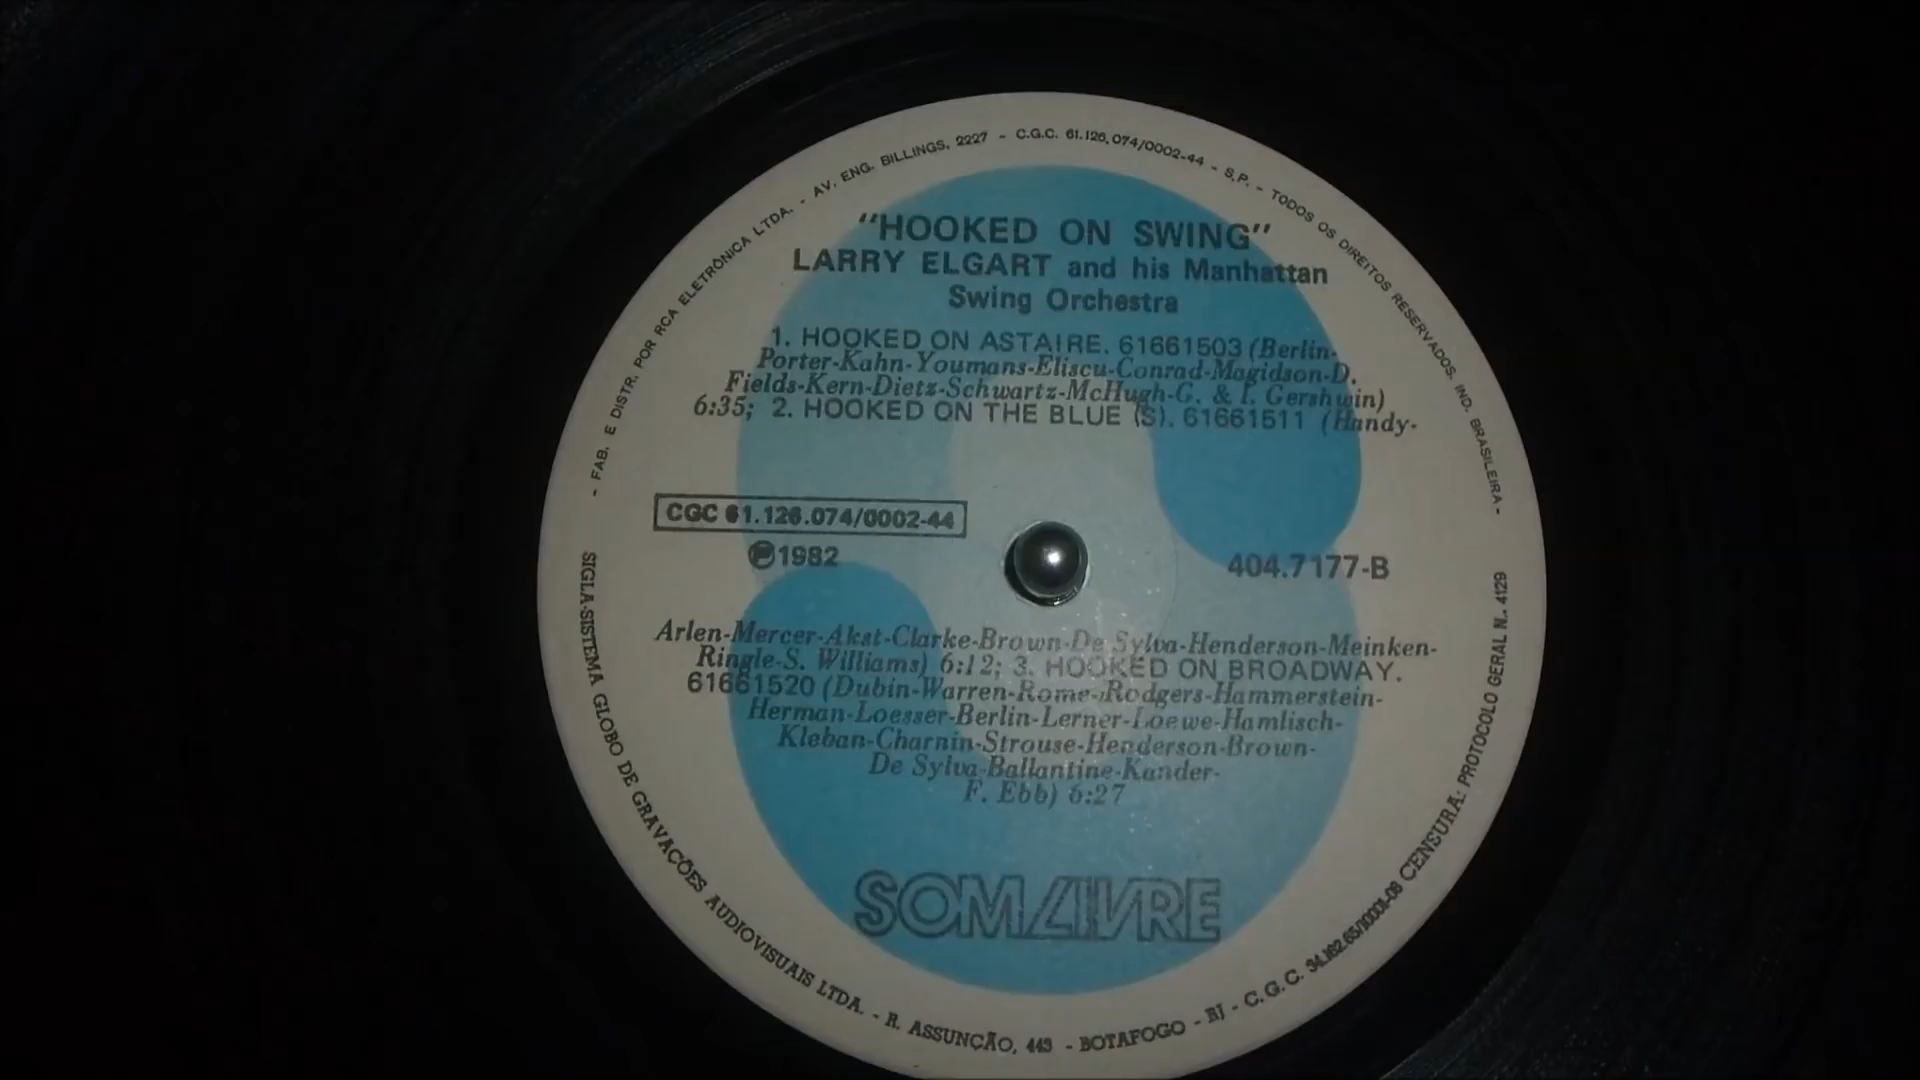 - FAB. E DISTR. POR RCA ELETRÔNICA LTDA. - AV. ENG. BILLINGS, 2227 - C.G.C. 61.126.074/0002-44 - S.P. - TODOS OS DIREITOS RESERVADOS. IND. BRASILEIRA -
"HOOKED ON SWING"
LARRY ELGART and his Manhattan
Swing Orchestra
1. HOOKED ON ASTAIRE. 61661503 (Berlin-
Porter-Kahn-Youmans-Eliscu-Conrad-Magidson-D.
Fields-Kern-Dietz-Schwartz-McHugh-G. & I. Gershwin)
6:35; 2. HOOKED ON THE BLUE (S). 61661511 (Handy-
CGC 61.126.074/0002-44
℗1982
404.7177-B
Arlen-Mercer-Akst-Clarke-Brown-De Sylva-Henderson-Meinken-
Ringle-S. Williams) 6:12; 3. HOOKED ON BROADWAY.
61661520 (Dubin-Warren-Rome-Rodgers-Hammerstein-
Herman-Loesser-Berlin-Lerner-Loewe-Hamlisch-
Kleban-Charnin-Strouse-Henderson-Brown-
De Sylva-Ballantine-Kander-
F. Ebb) 6:27
SOM LIVRE
SIGLA-SISTEMA GLOBO DE GRAVAÇÕES AUDIOVISUAIS LTDA. - R. ASSUNÇÃO, 443 - BOTAFOGO - RJ - C.G.C. 34.162.651/0001-08 CENSURA: PROTOCOLO GERAL N.. 4129